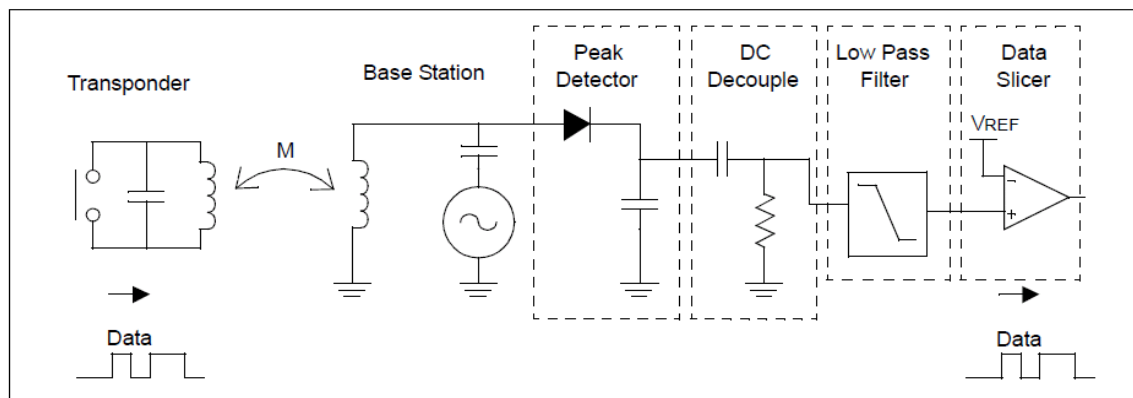 Transponder
Base Station
Peak
Detector
DC
Decouple
Low Pass
Filter
Data
Slicer
M
VREF
-
+
Data
Data